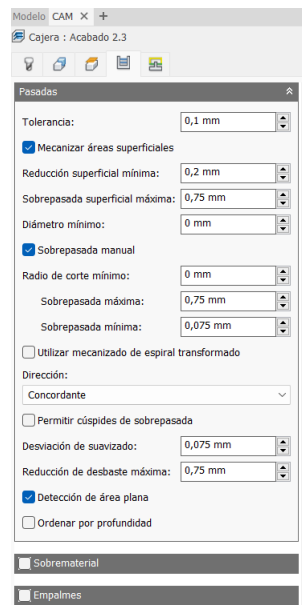 Modelo CAM × +
Cajera : Acabado 2.3
Pasadas
Tolerancia: 0,1 mm
Mecanizar áreas superficiales
Reducción superficial mínima: 0,2 mm
Sobrepasada superficial máxima: 0,75 mm
Diámetro mínimo: 0 mm
Sobrepasada manual
Radio de corte mínimo: 0 mm
Sobrepasada máxima: 0,75 mm
Sobrepasada mínima: 0,075 mm
Utilizar mecanizado de espiral transformado
Dirección:
Concordante
Permitir cúspides de sobrepasada
Desviación de suavizado: 0,075 mm
Reducción de desbaste máxima: 0,75 mm
Detección de área plana
Ordenar por profundidad
Sobrematerial
Empalmes